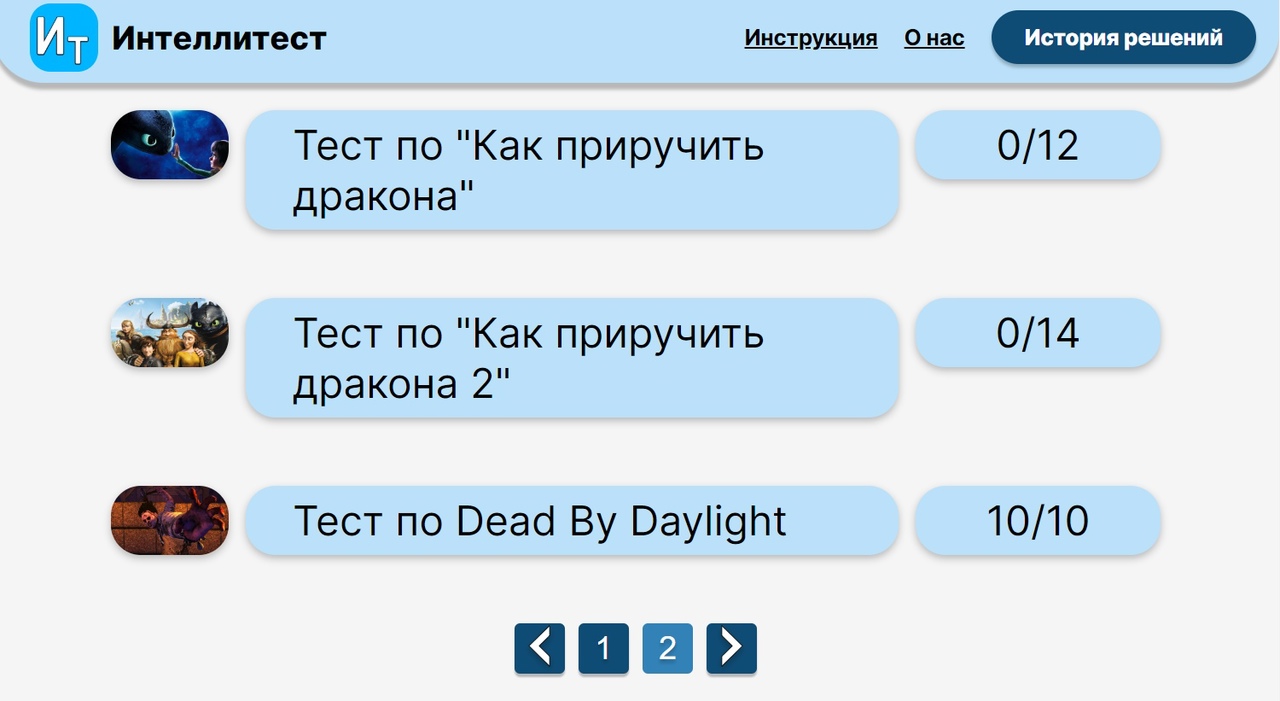 Ит Интеллитест Инструкция О нас История решений
Тест по "Как приручить
дракона"
0/12
Тест по "Как приручить
дракона 2"
0/14
Тест по Dead By Daylight
10/10
1 2